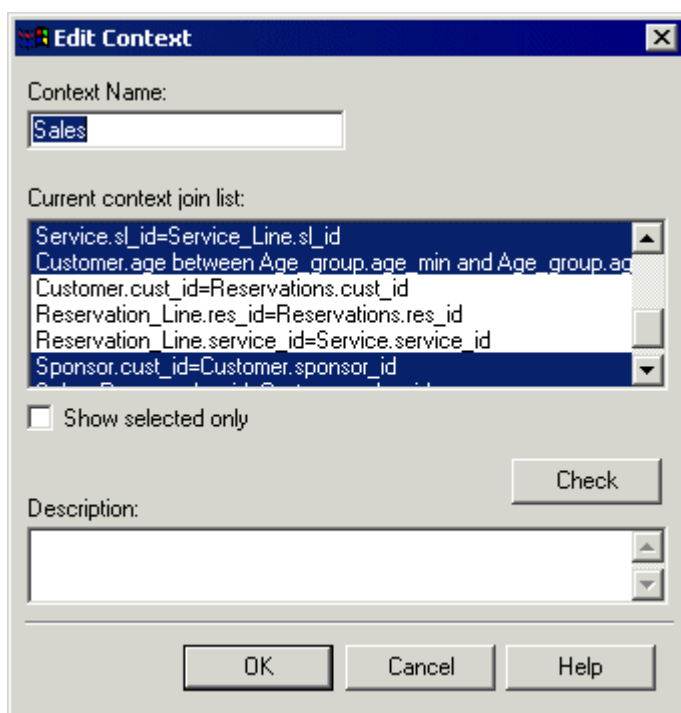 Edit Context
Context Name:
Sales
Current context join list:
Service.sl_id=Service_Line.sl_id
Customer.age between Age_group.age_min and Age_group.ag
Customer.cust_id=Reservations.cust_id
Reservation_Line.res_id=Reservations.res_id
Reservation_Line.service_id=Service.service_id
Sponsor.cust_id=Customer.sponsor_id
Show selected only
Check
Description:
OK
Cancel
Help